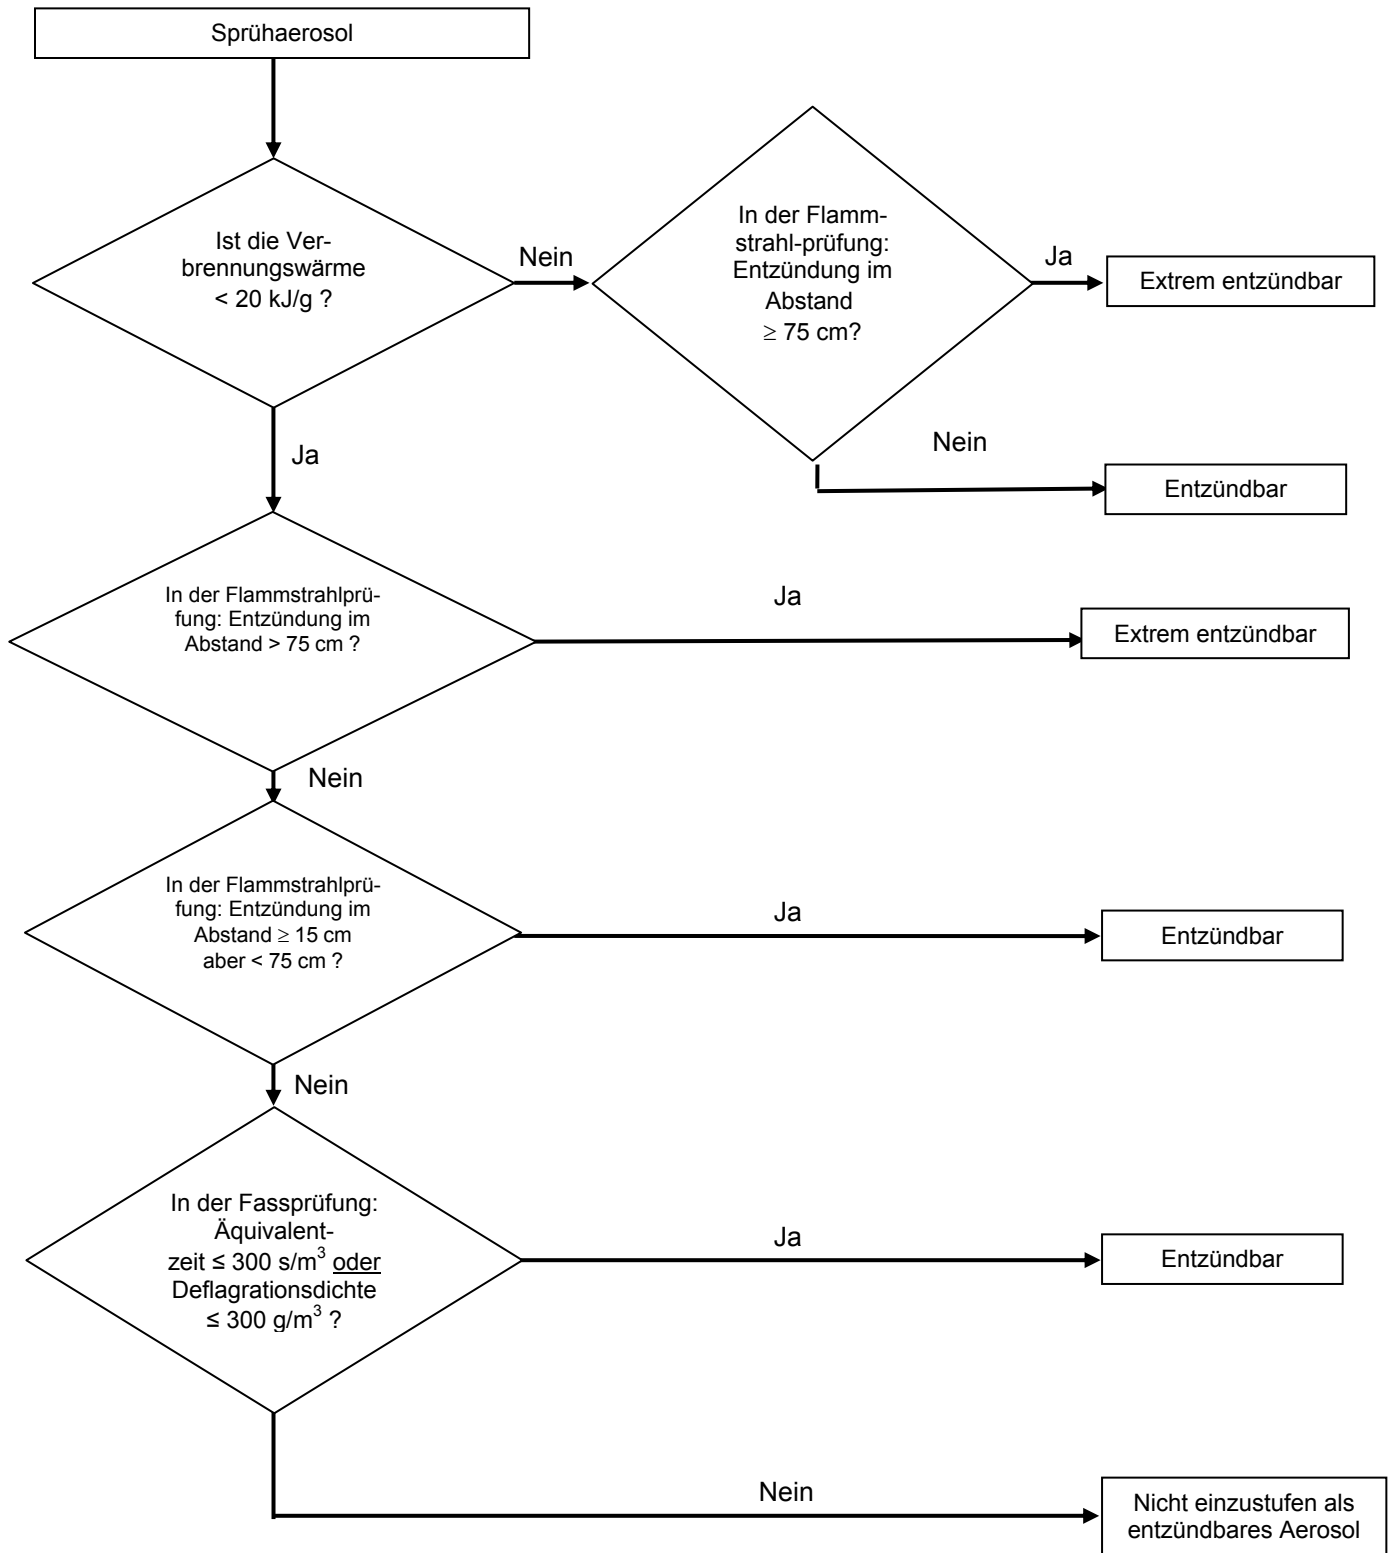 Sprühaerosol
Ist die Ver-
brennungswärme
< 20 kJ/g ?
Nein
In der Flamm-
strahl-prüfung:
Entzündung im
Abstand
≥ 75 cm?
Ja
Extrem entzündbar
Nein
Entzündbar
Ja
In der Flammstrahlprü-
fung: Entzündung im
Abstand > 75 cm ?
Ja
Extrem entzündbar
Nein
In der Flammstrahlprü-
fung: Entzündung im
Abstand ≥ 15 cm
aber < 75 cm ?
Ja
Entzündbar
Nein
In der Fassprüfung:
Äquivalent-
zeit ≤ 300 s/m³ oder
Deflagrationsdichte
≤ 300 g/m³ ?
Ja
Entzündbar
Nein
Nicht einzustufen als
entzündbares Aerosol